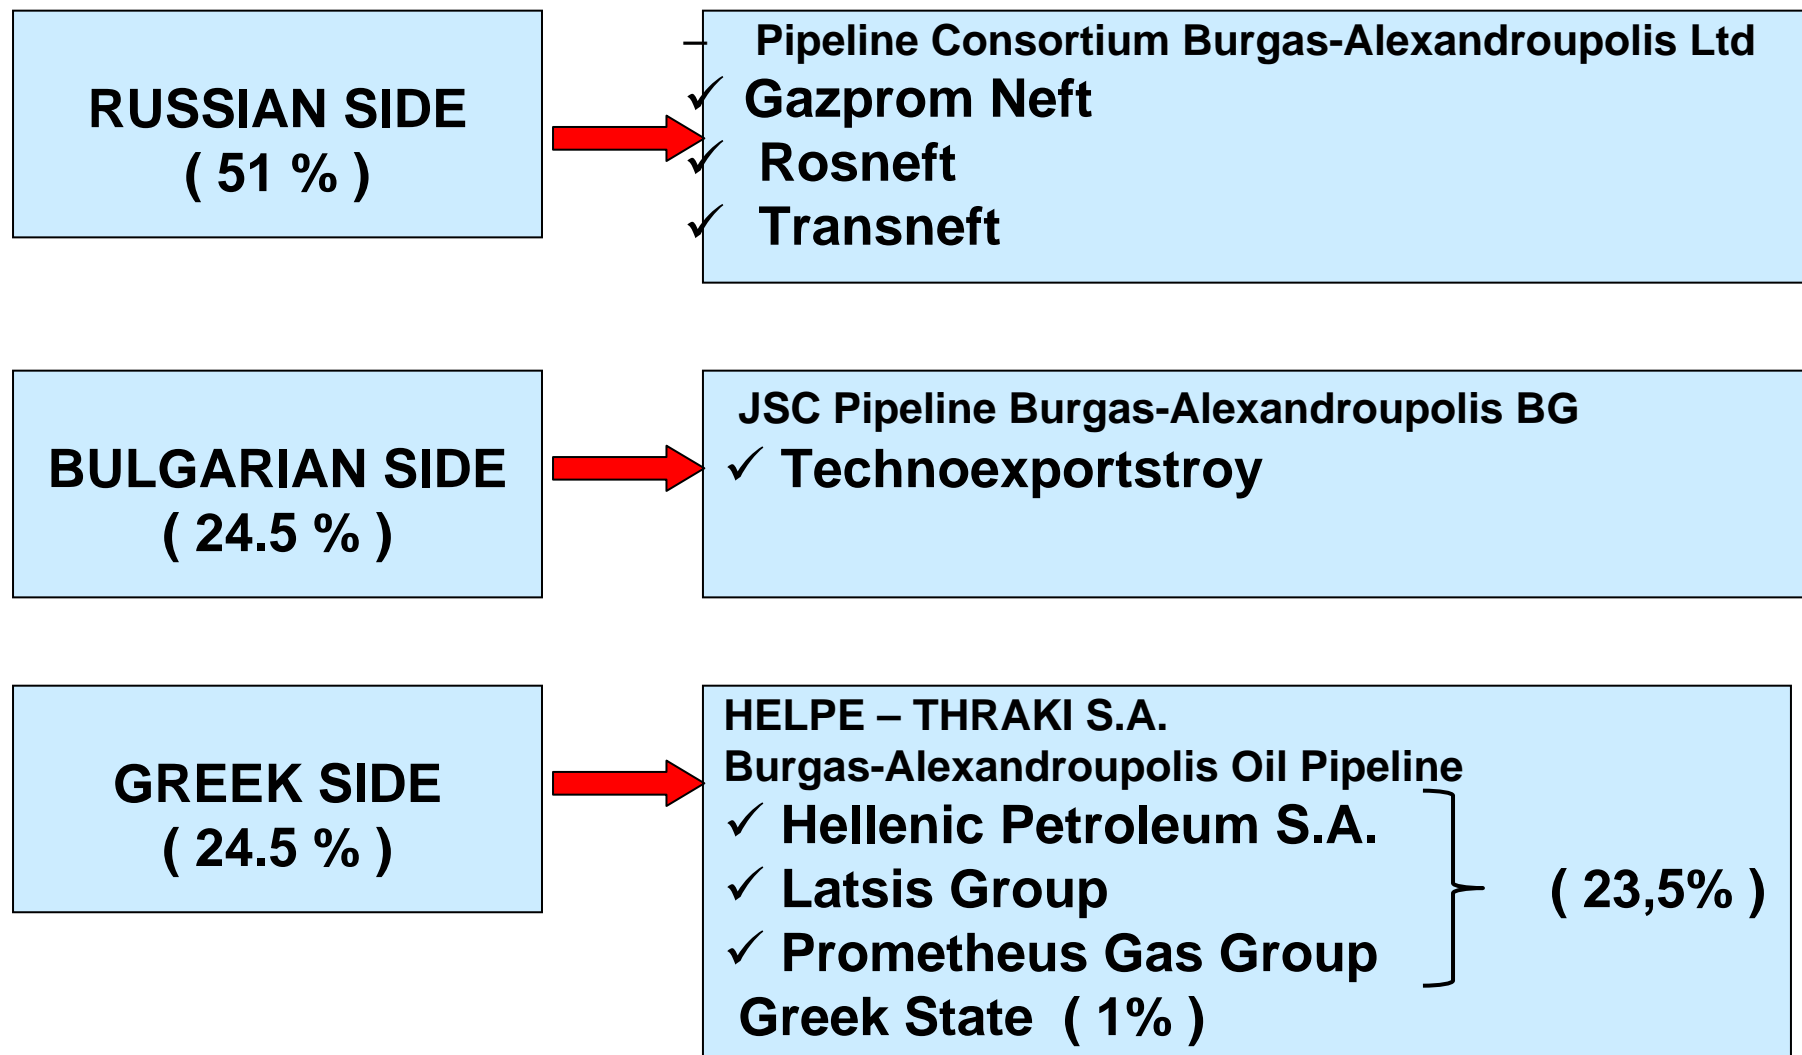 RUSSIAN SIDE
( 51 % )
– Pipeline Consortium Burgas-Alexandroupolis Ltd
✓ Gazprom Neft
✓ Rosneft
✓ Transneft
BULGARIAN SIDE
( 24.5 % )
JSC Pipeline Burgas-Alexandroupolis BG
✓ Technoexportstroy
GREEK SIDE
( 24.5 % )
HELPE – THRAKI S.A.
Burgas-Alexandroupolis Oil Pipeline
✓ Hellenic Petroleum S.A.
✓ Latsis Group
( 23,5% )
✓ Prometheus Gas Group
Greek State ( 1% )